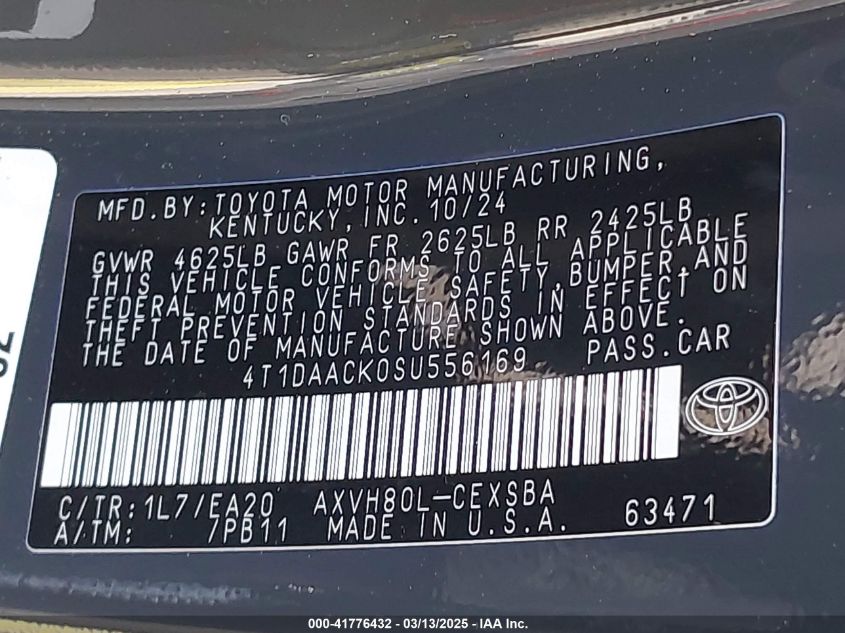 MFD.BY:TOYOTA MOTOR MANUFACTURING,
KENTUCKY, INC. 10/24
GVWR 4625LB GAWR FR 2625LB RR 2425LB
THIS VEHICLE CONFORMS TO ALL APPLICABLE
FEDERAL MOTOR VEHICLE SAFETY,BUMPER,AND
THEFT PREVENTION STANDARDS IN EFFECT ON
THE DATE OF MANUFACTURE SHOWN ABOVE.
4T1DAACK0SU556169 PASS.CAR
C/TR:1L7/EA20 AXVH80L-CEXSBA
A/TM: /PB11 MADE IN U.S.A. 63471
000-41776432 - 03/13/2025 - IAA Inc.